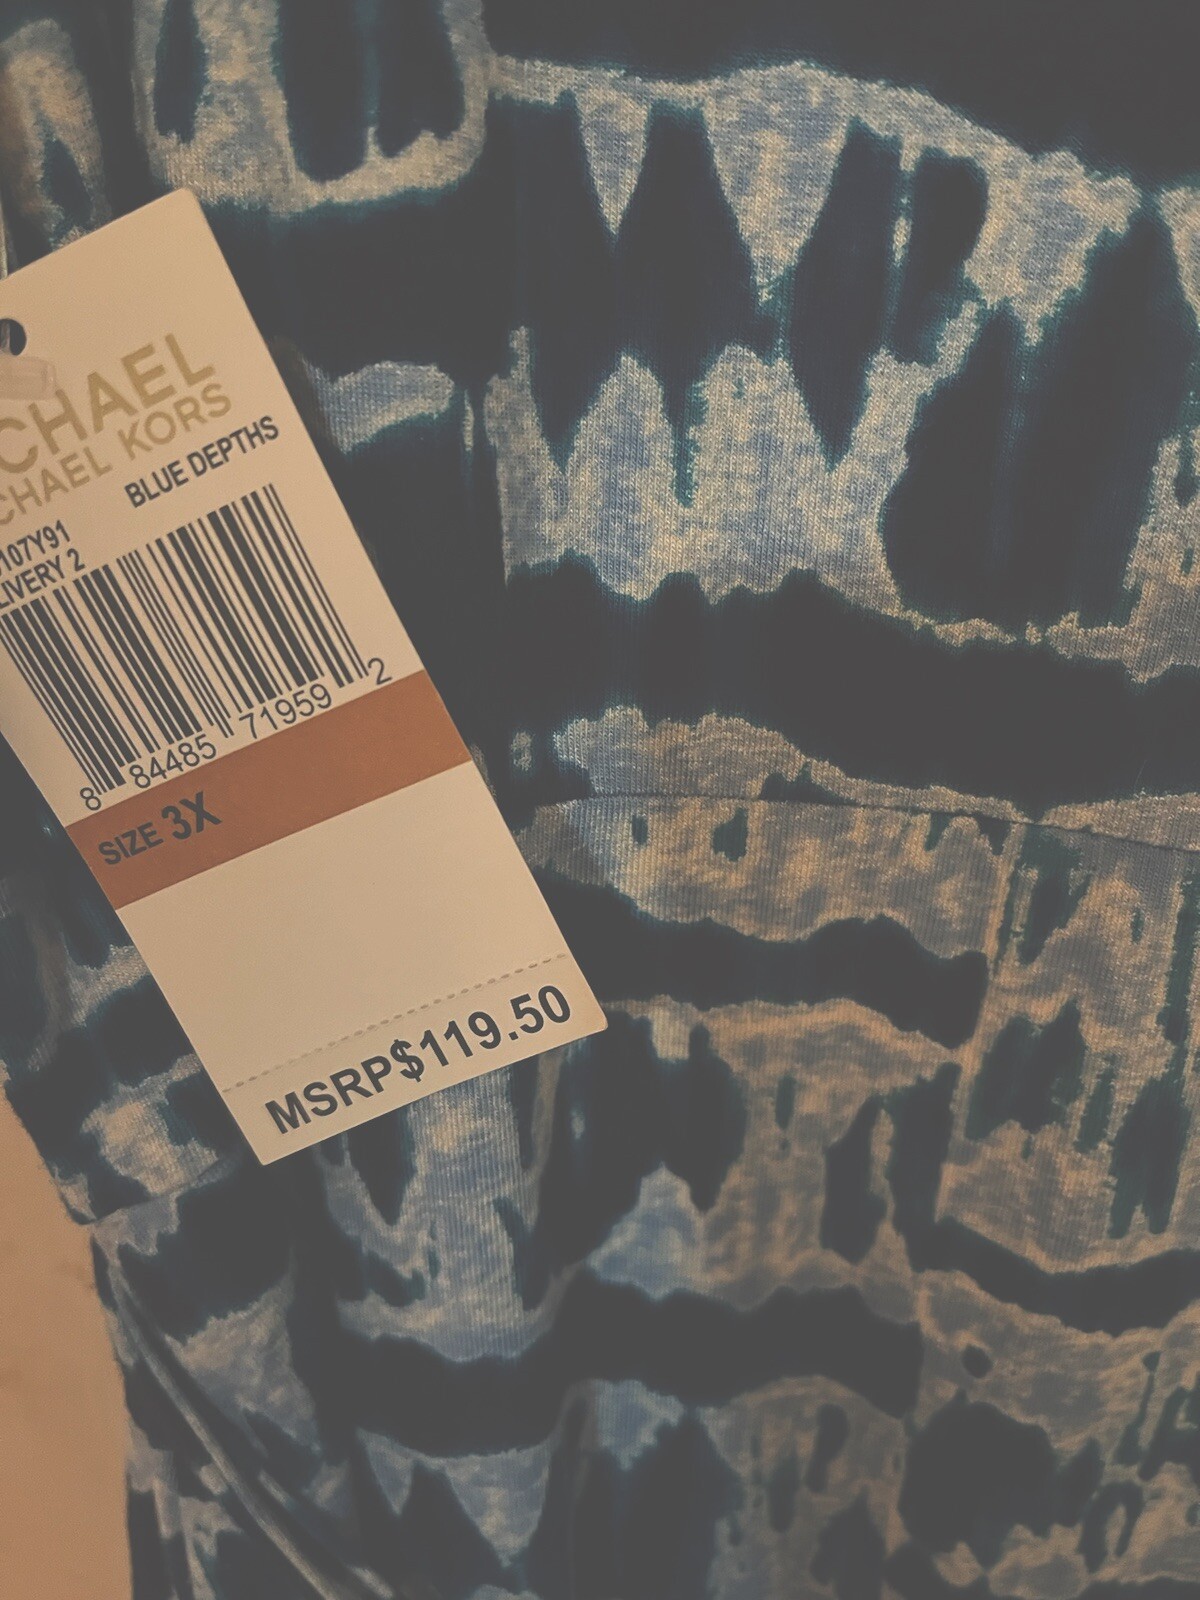 CHAEL
CHAEL KORS
BLUE DEPTHS
107Y91
LIVERY 2
8 84485 71959 2
SIZE 3X
MSRP$119.50